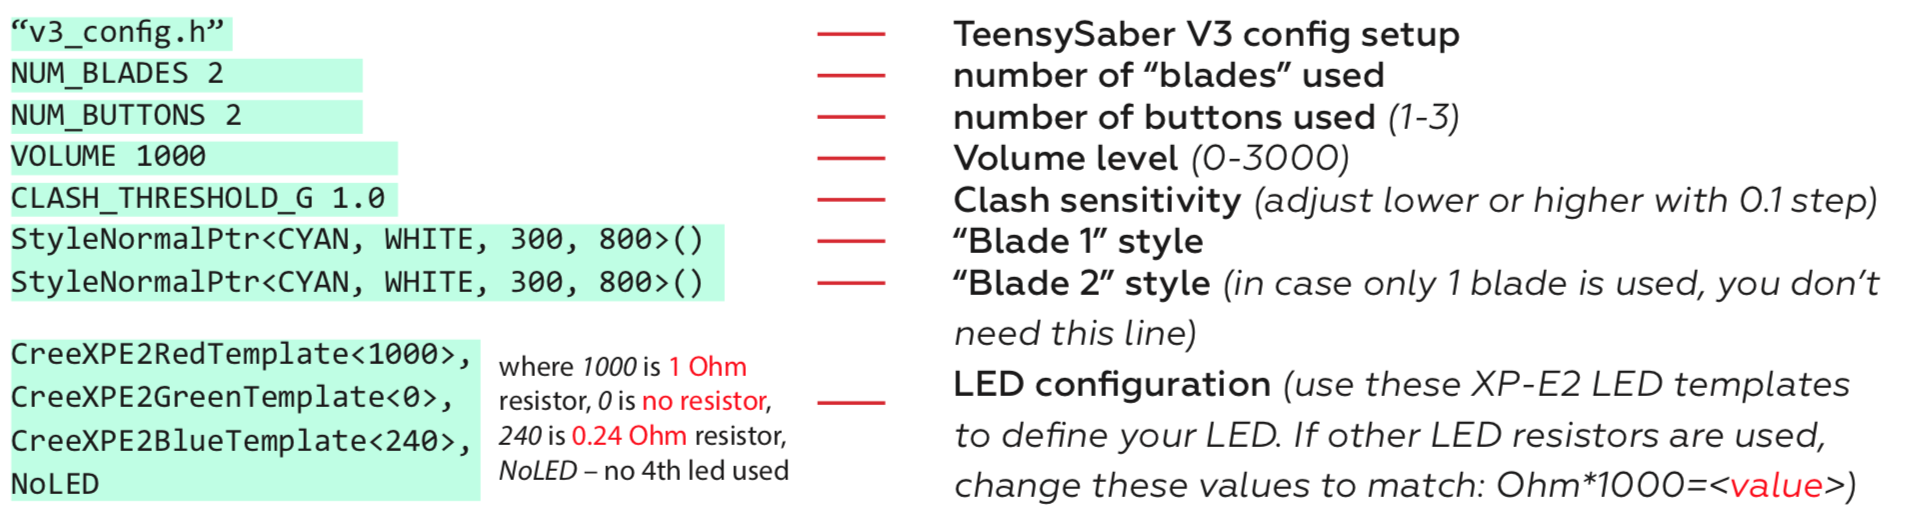 “v3_config.h”
TeensySaber V3 config setup
NUM_BLADES 2
number of “blades” used
NUM_BUTTONS 2
number of buttons used (1-3)
VOLUME 1000
Volume level (0-3000)
CLASH_THRESHOLD_G 1.0
Clash sensitivity (adjust lower or higher with 0.1 step)
StyleNormalPtr<CYAN, WHITE, 300, 800>()
“Blade 1” style
StyleNormalPtr<CYAN, WHITE, 300, 800>()
“Blade 2” style (in case only 1 blade is used, you don’t
need this line)
CreeXPE2RedTemplate<1000>,
CreeXPE2GreenTemplate<0>,
CreeXPE2BlueTemplate<240>,
NoLED
where 1000 is 1 Ohm
resistor, 0 is no resistor,
240 is 0.24 Ohm resistor,
NoLED – no 4th led used
LED configuration (use these XP-E2 LED templates
to define your LED. If other LED resistors are used,
change these values to match: Ohm*1000=<value>)